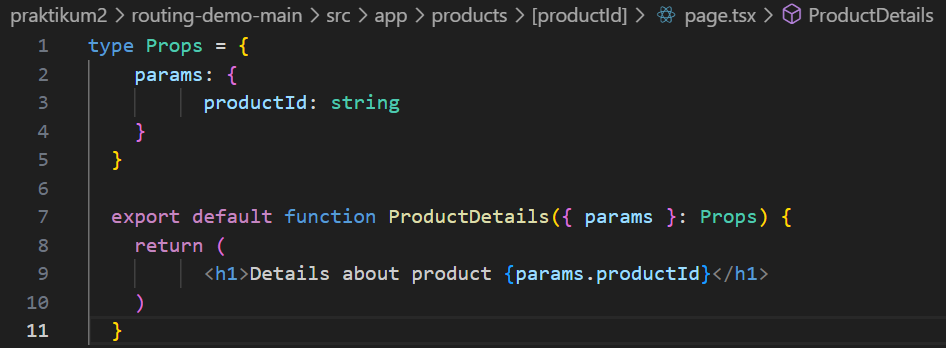 praktikum2 > routing-demo-main > src > app > products > [productId] > page.tsx > ProductDetails
1 type Props = {
2 params: {
3 productId: string
4 }
5 }
6
7 export default function ProductDetails({ params }: Props) {
8 return (
9 <h1>Details about product {params.productId}</h1>
10 )
11 }